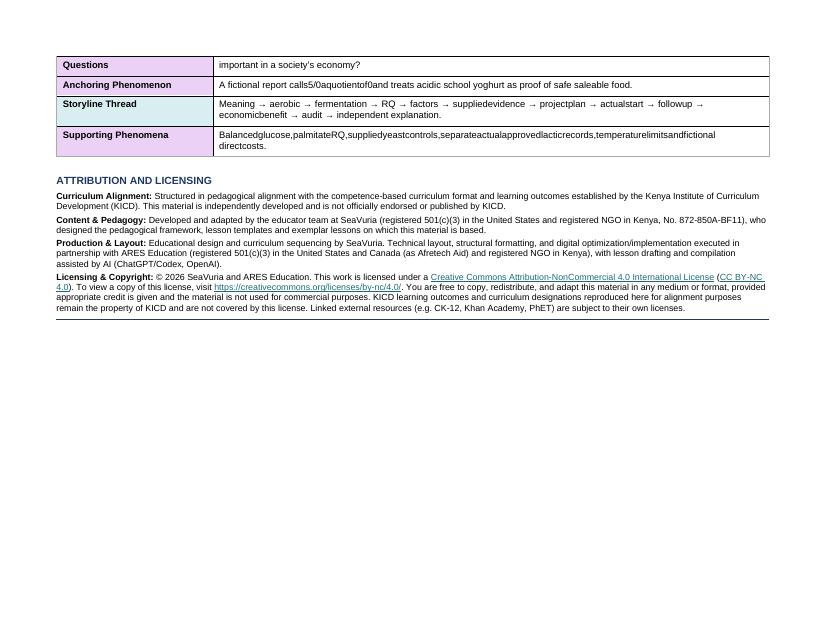 Questions
important in a society's economy?
Anchoring Phenomenon
A fictional report calls5/0aquotientof0and treats acidic school yoghurt as proof of safe saleable food.
Storyline Thread
Meaning → aerobic → fermentation → RQ → factors → suppliedevidence → projectplan → actualstart → followup →
economicbenefit → audit → independent explanation.
Supporting Phenomena
Balancedglucose,palmitateRQ,suppliedyeastcontrols,separateactualapprovedlacticrecords,temperaturelimitsandfictional
directcosts.
ATTRIBUTION AND LICENSING
Curriculum Alignment: Structured in pedagogical alignment with the competence-based curriculum format and learning outcomes established by the Kenya Institute of Curriculum
Development (KICD). This material is independently developed and is not officially endorsed or published by KICD.
Content & Pedagogy: Developed and adapted by the educator team at SeaVuria (registered 501(c)(3) in the United States and registered NGO in Kenya, No. 872-850A-BF11), who
designed the pedagogical framework, lesson templates and exemplar lessons on which this material is based.
Production & Layout: Educational design and curriculum sequencing by SeaVuria. Technical layout, structural formatting, and digital optimization/implementation executed in
partnership with ARES Education (registered 501(c)(3) in the United States and Canada (as Afretech Aid) and registered NGO in Kenya), with lesson drafting and compilation
assisted by AI (ChatGPT/Codex, OpenAI).
Licensing & Copyright: © 2026 SeaVuria and ARES Education. This work is licensed under a Creative Commons Attribution-NonCommercial 4.0 International License (CC BY-NC
4.0). To view a copy of this license, visit https://creativecommons.org/licenses/by-nc/4.0/. You are free to copy, redistribute, and adapt this material in any medium or format, provided
appropriate credit is given and the material is not used for commercial purposes. KICD learning outcomes and curriculum designations reproduced here for alignment purposes
remain the property of KICD and are not covered by this license. Linked external resources (e.g. CK-12, Khan Academy, PhET) are subject to their own licenses.